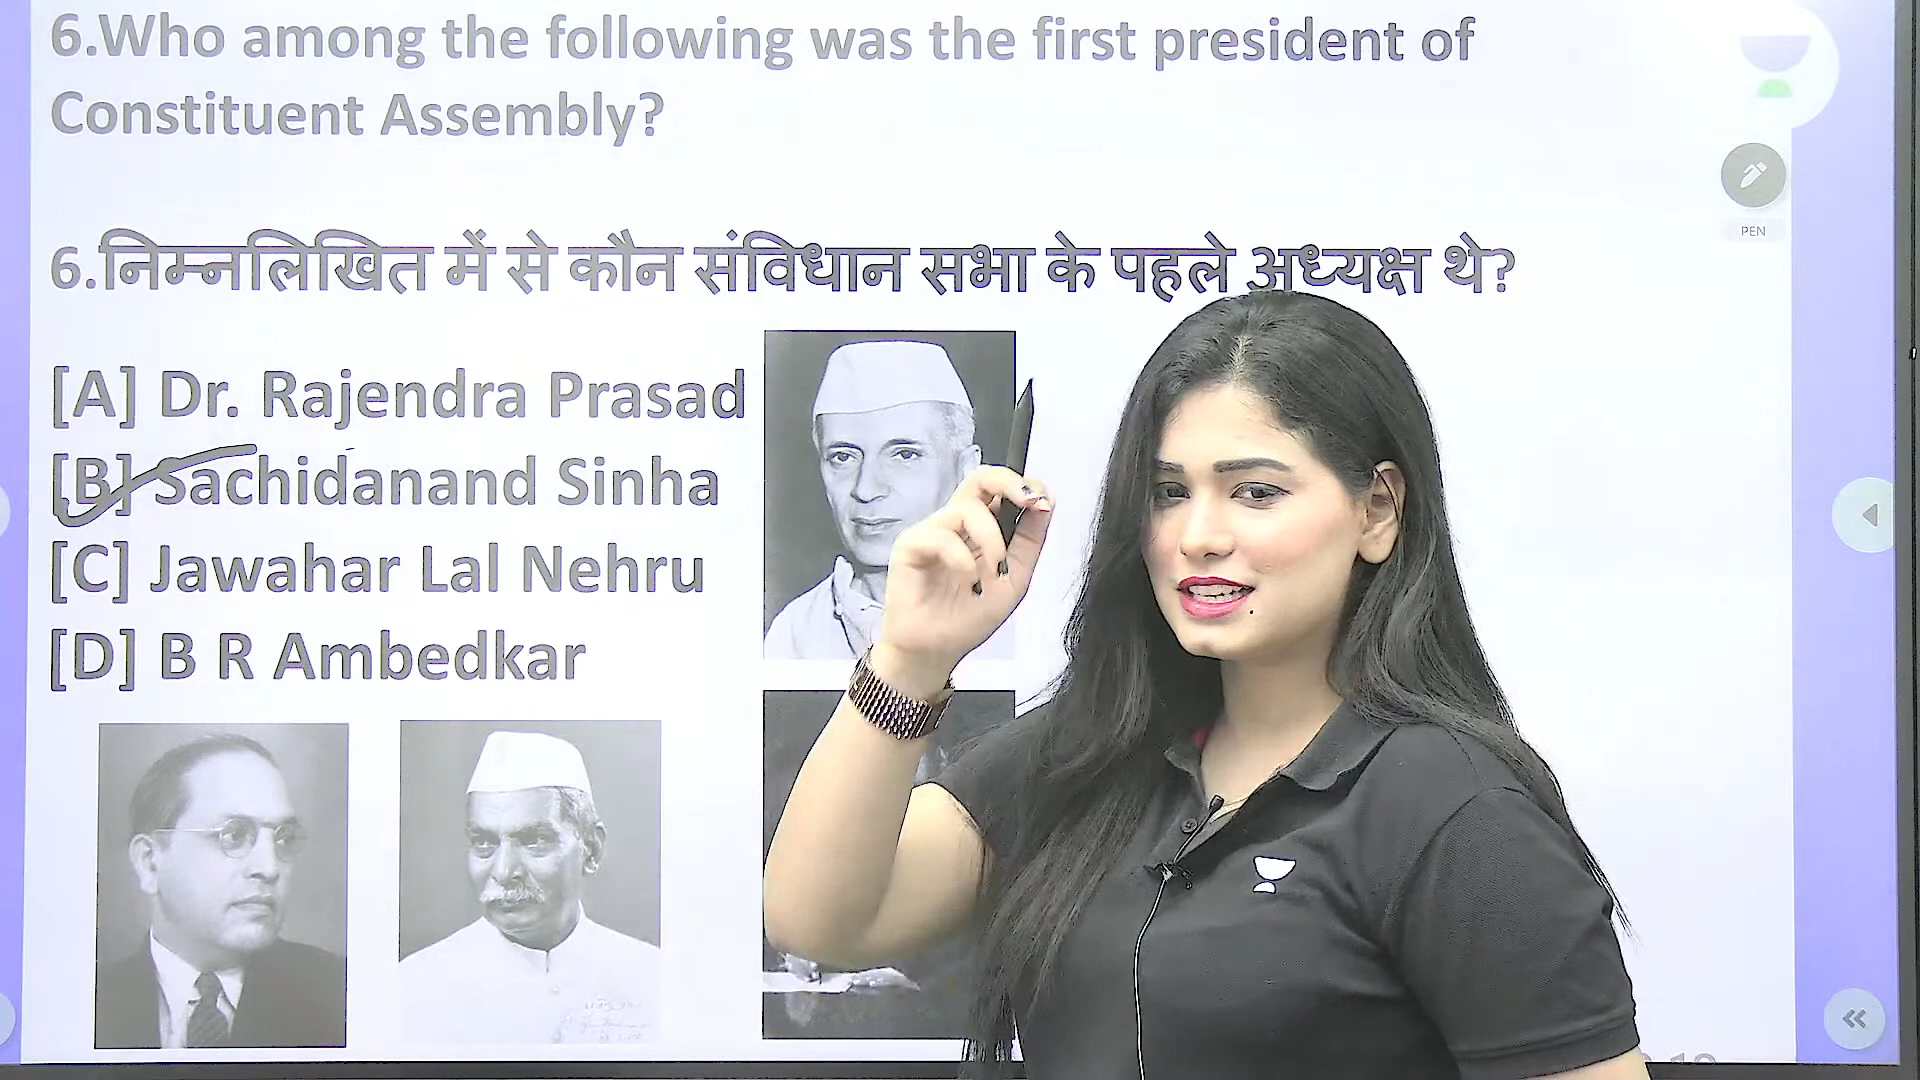 6.Who among the following was the first president of
Constituent Assembly?
6.निम्नलिखित में से कौन संविधान सभा के पहले अध्यक्ष थे?
[A] Dr. Rajendra Prasad
[B] Sachidanand Sinha
[C] Jawahar Lal Nehru
[D] B R Ambedkar
PEN